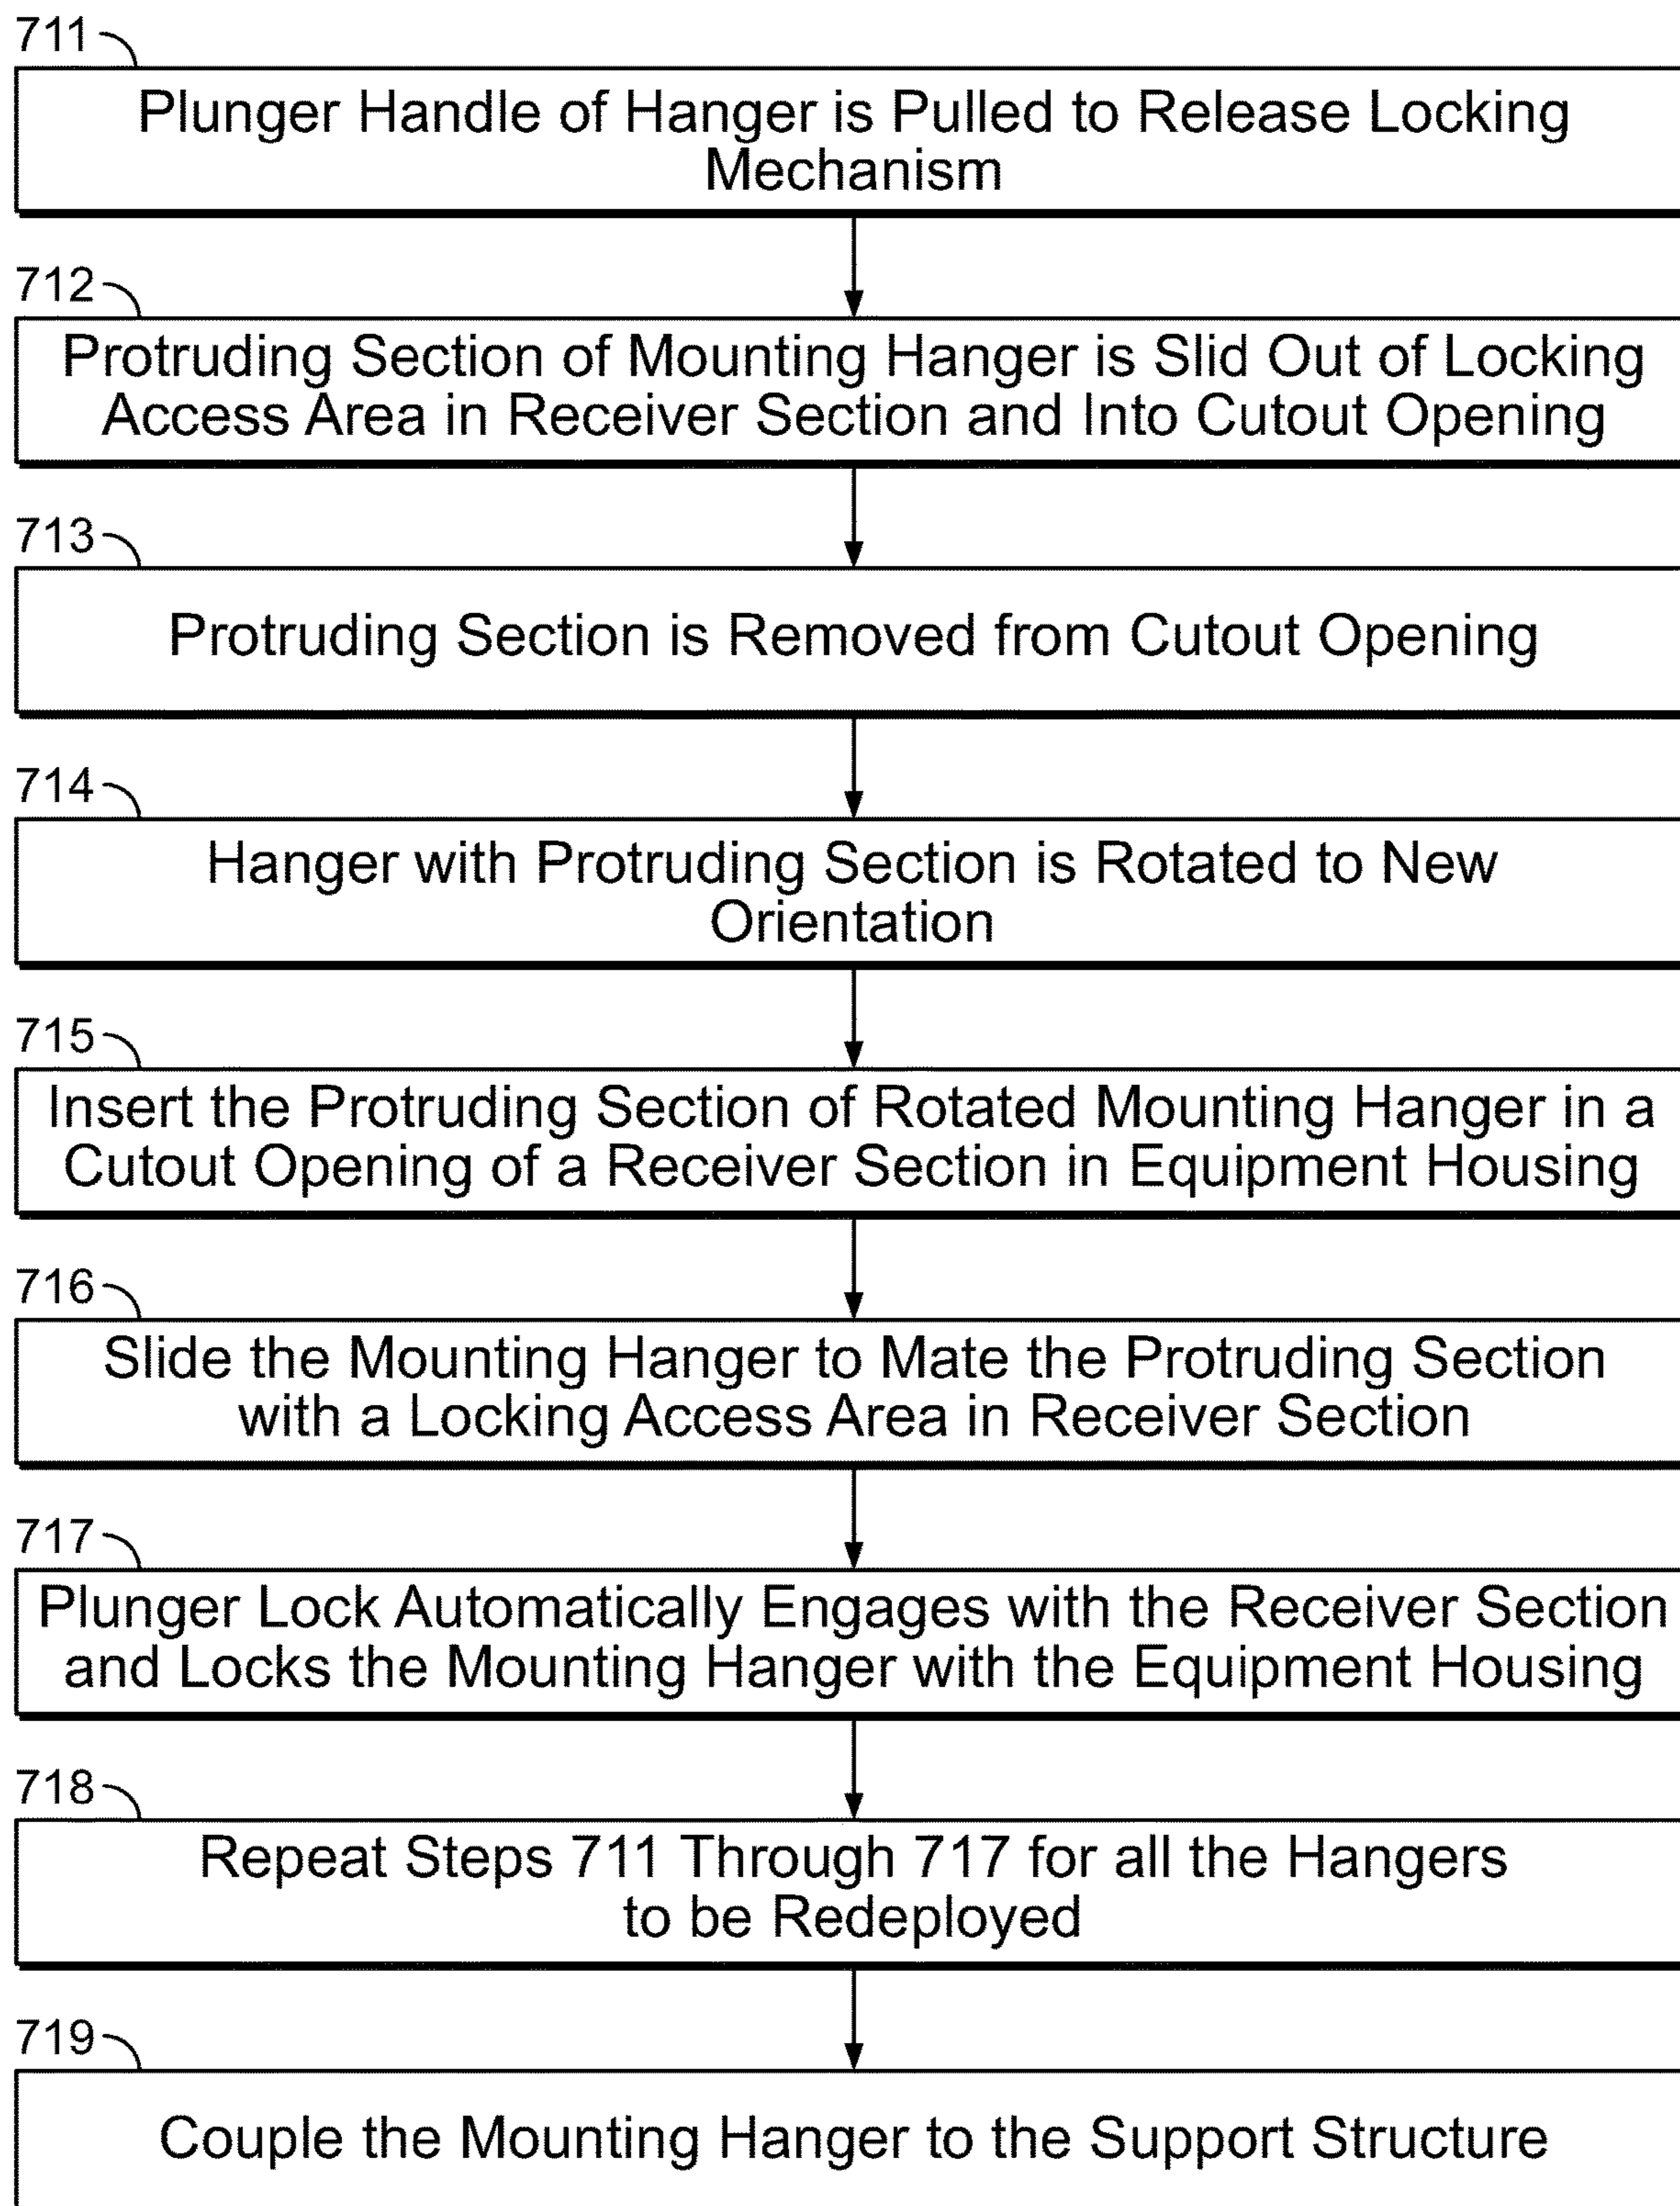 711
Plunger Handle of Hanger is Pulled to Release Locking
Mechanism
712
Protruding Section of Mounting Hanger is Slid Out of Locking
Access Area in Receiver Section and Into Cutout Opening
713
Protruding Section is Removed from Cutout Opening
714
Hanger with Protruding Section is Rotated to New
Orientation
715
Insert the Protruding Section of Rotated Mounting Hanger in a
Cutout Opening of a Receiver Section in Equipment Housing
716
Slide the Mounting Hanger to Mate the Protruding Section
with a Locking Access Area in Receiver Section
717
Plunger Lock Automatically Engages with the Receiver Section
and Locks the Mounting Hanger with the Equipment Housing
718
Repeat Steps 711 Through 717 for all the Hangers
to be Redeployed
719
Couple the Mounting Hanger to the Support Structure